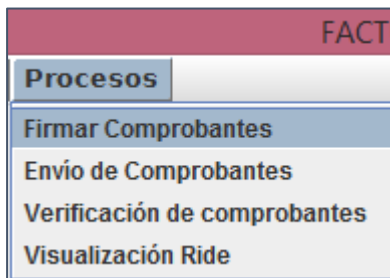 FACT
Procesos
Firmar Comprobantes
Envío de Comprobantes
Verificación de comprobantes
Visualización Ride